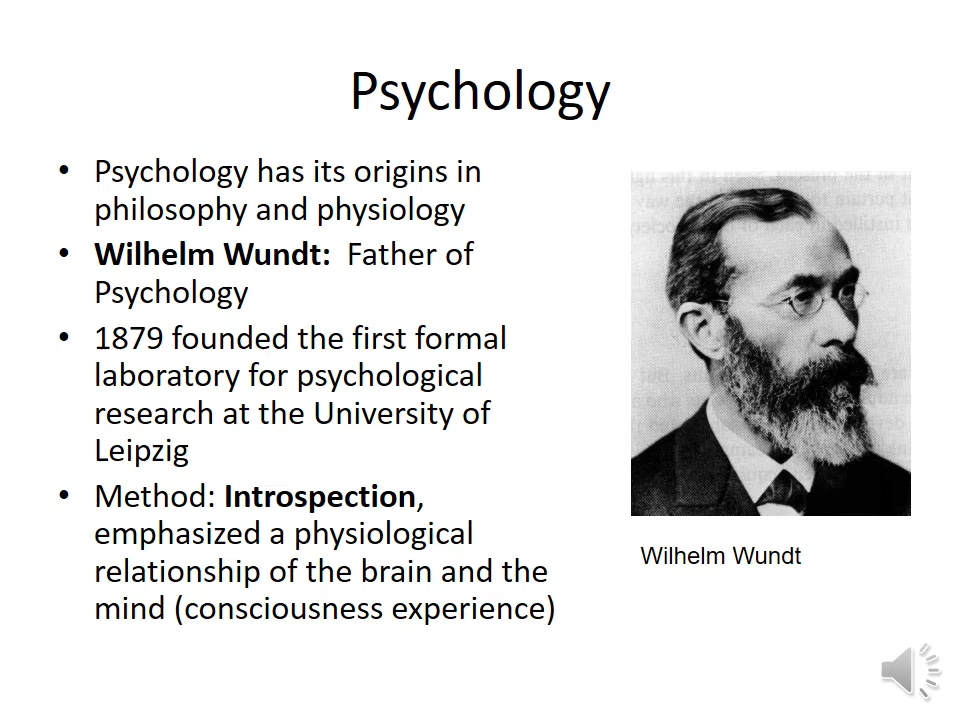 Psychology
• Psychology has its origins in
philosophy and physiology
• Wilhelm Wundt: Father of
Psychology
• 1879 founded the first formal
laboratory for psychological
research at the University of
Leipzig
• Method: Introspection,
emphasized a physiological
relationship of the brain and the
mind (consciousness experience)
Wilhelm Wundt